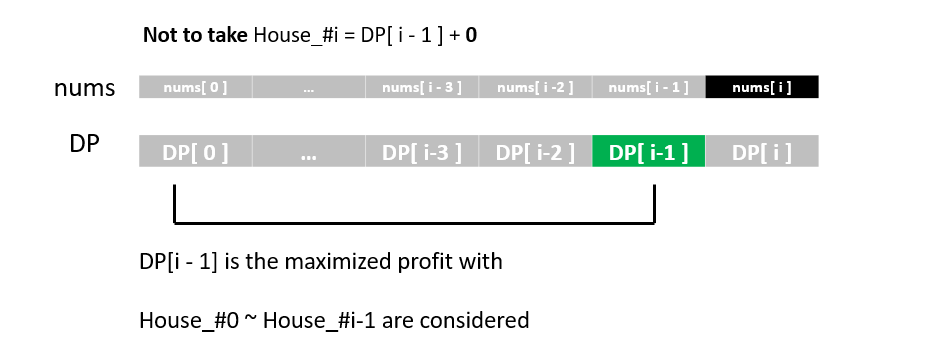 Not to take House_#i = DP[ i - 1 ] + 0
nums nums[ 0 ] ... nums[ i - 3 ] nums[ i -2 ] nums[ i - 1 ] nums[ i ]
DP DP[ 0 ] ... DP[ i-3 ] DP[ i-2 ] DP[ i-1 ] DP[ i ]
DP[i - 1] is the maximized profit with
House_#0 ~ House_#i-1 are considered